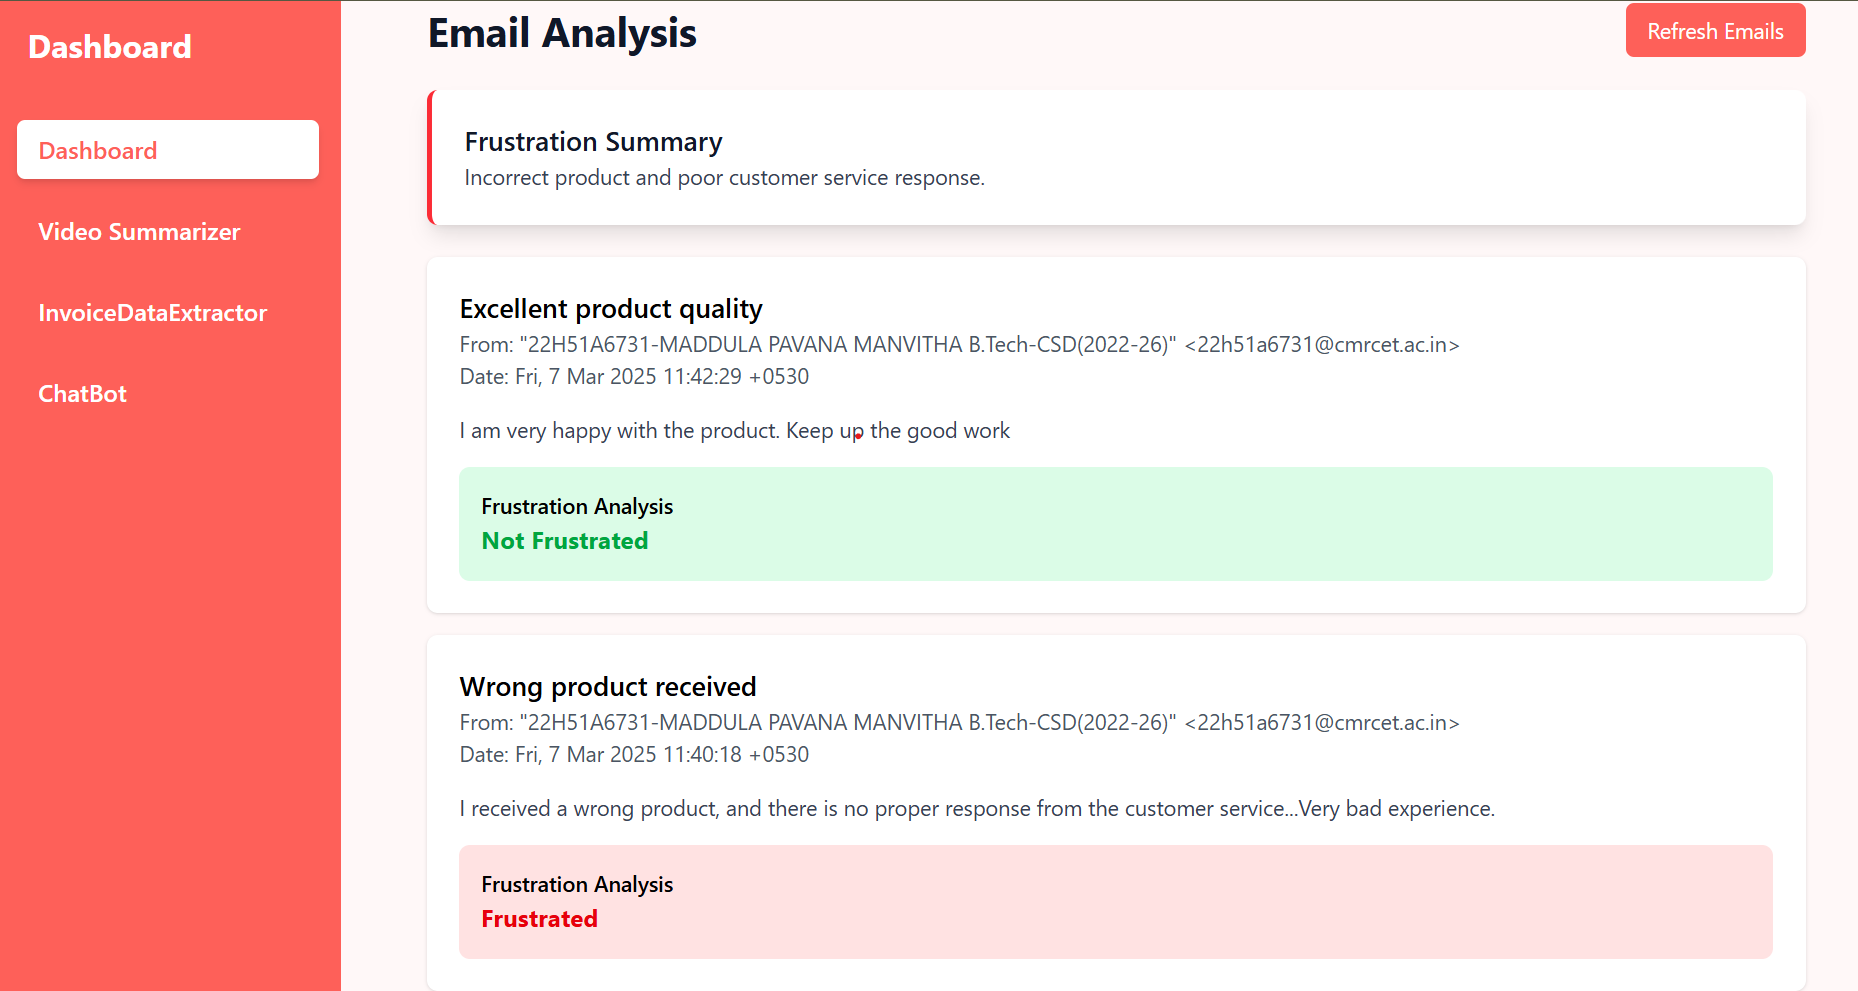 Dashboard
Dashboard
Video Summarizer
InvoiceDataExtractor
ChatBot
Email Analysis
Refresh Emails
Frustration Summary
Incorrect product and poor customer service response.
Excellent product quality
From: "22H51A6731-MADDULA PAVANA MANVITHA B.Tech-CSD(2022-26)" <22h51a6731@cmrcet.ac.in>
Date: Fri, 7 Mar 2025 11:42:29 +0530
I am very happy with the product. Keep up the good work
Frustration Analysis
Not Frustrated
Wrong product received
From: "22H51A6731-MADDULA PAVANA MANVITHA B.Tech-CSD(2022-26)" <22h51a6731@cmrcet.ac.in>
Date: Fri, 7 Mar 2025 11:40:18 +0530
I received a wrong product, and there is no proper response from the customer service...Very bad experience.
Frustration Analysis
Frustrated